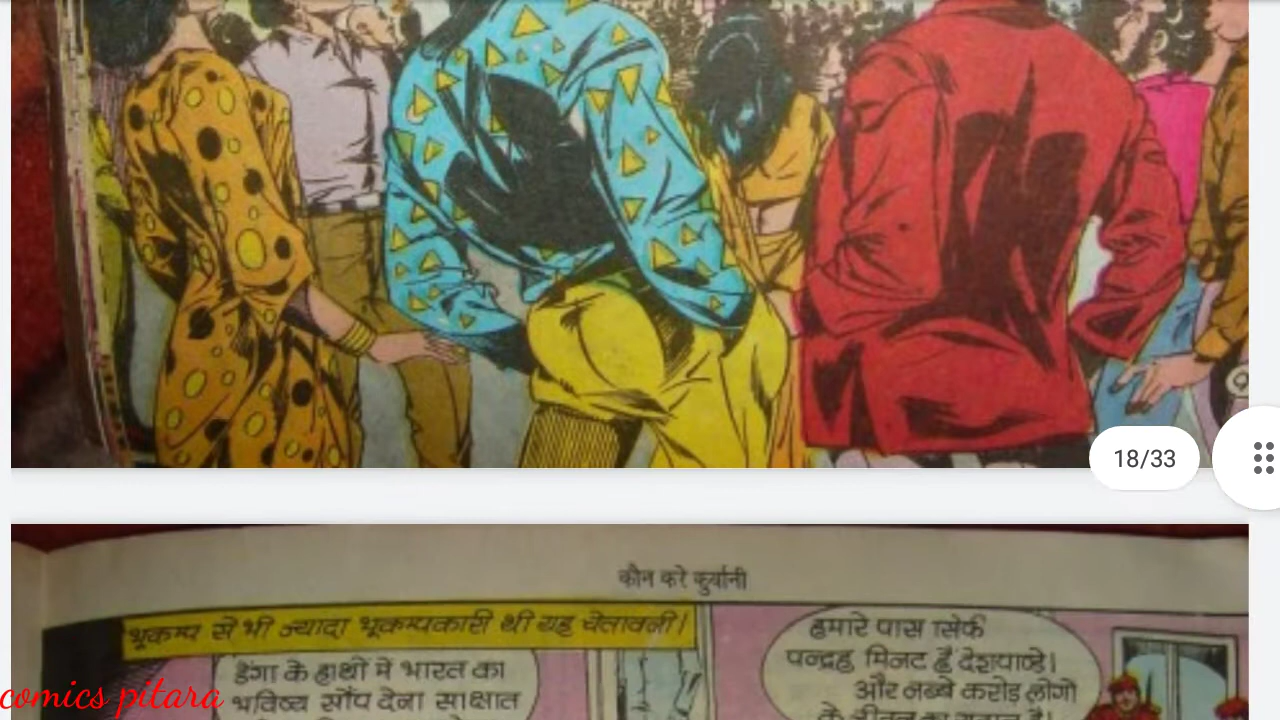 18/33
कौन करे कुर्बानी
भूकम्प से भी ज्यादा भूकम्पकारी थी यह चेतावनी।
डैंगा के हाथों में भारत का
भविष्य सौंप देना साक्षात
हमारे पास सिर्फ
पन्द्रह मिनट हैं देशपाण्डे।
और नब्बे करोड़ लोगों
comics pitara